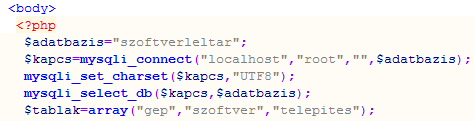 <body>
<?php
$adatbazis="szoftverleltar";
$kapcs=mysqli_connect("localhost","root","",$adatbazis);
mysqli_set_charset($kapcs,"UTF8");
mysqli_select_db($kapcs,$adatbazis);
$tablak=array("gep","szoftver","telepites");